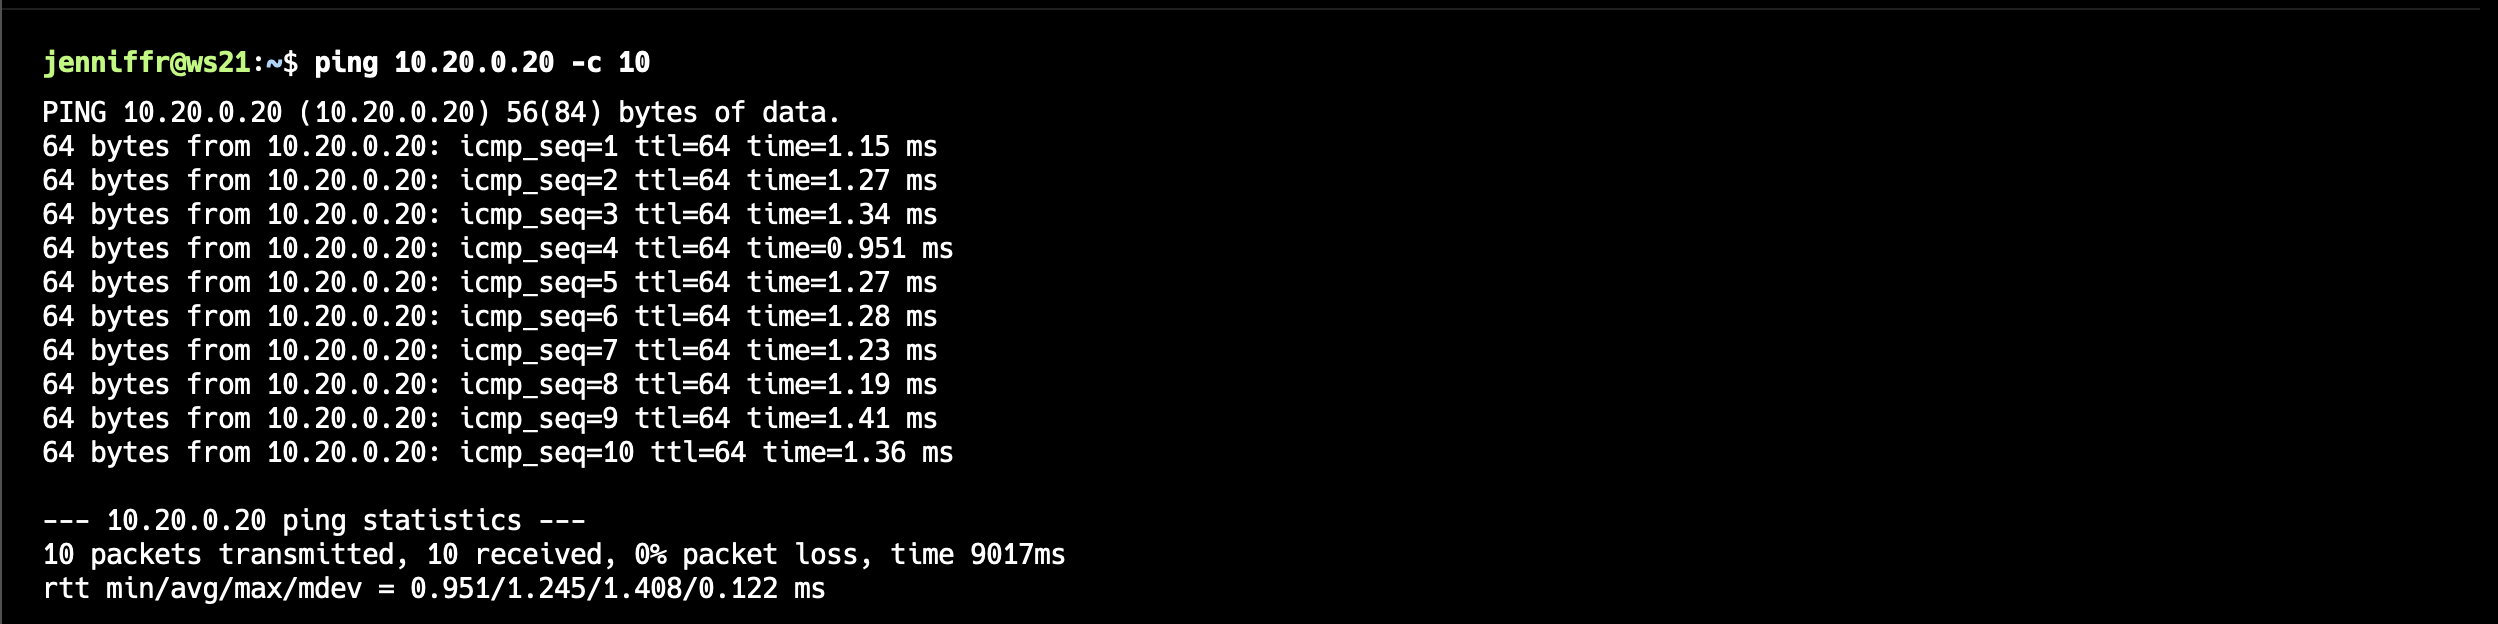 jenniffr@ws21:~$ ping 10.20.0.20 -c 10
PING 10.20.0.20 (10.20.0.20) 56(84) bytes of data.
64 bytes from 10.20.0.20: icmp_seq=1 ttl=64 time=1.15 ms
64 bytes from 10.20.0.20: icmp_seq=2 ttl=64 time=1.27 ms
64 bytes from 10.20.0.20: icmp_seq=3 ttl=64 time=1.34 ms
64 bytes from 10.20.0.20: icmp_seq=4 ttl=64 time=0.951 ms
64 bytes from 10.20.0.20: icmp_seq=5 ttl=64 time=1.27 ms
64 bytes from 10.20.0.20: icmp_seq=6 ttl=64 time=1.28 ms
64 bytes from 10.20.0.20: icmp_seq=7 ttl=64 time=1.23 ms
64 bytes from 10.20.0.20: icmp_seq=8 ttl=64 time=1.19 ms
64 bytes from 10.20.0.20: icmp_seq=9 ttl=64 time=1.41 ms
64 bytes from 10.20.0.20: icmp_seq=10 ttl=64 time=1.36 ms
--- 10.20.0.20 ping statistics ---
10 packets transmitted, 10 received, 0% packet loss, time 9017ms
rtt min/avg/max/mdev = 0.951/1.245/1.408/0.122 ms